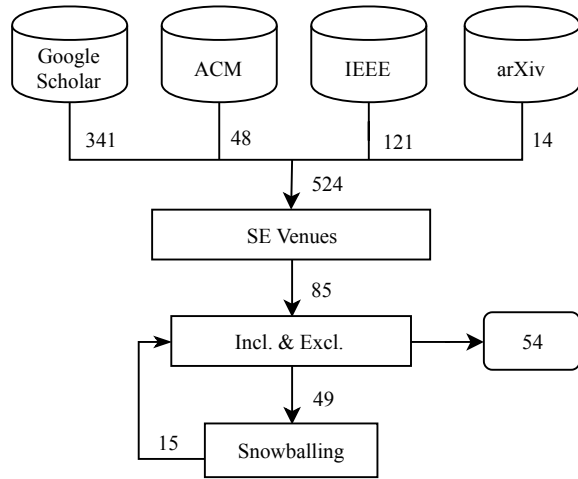 Google
Scholar
ACM
IEEE
arXiv
341
48
121
14
524
SE Venues
85
Incl. & Excl.
54
49
15
Snowballing